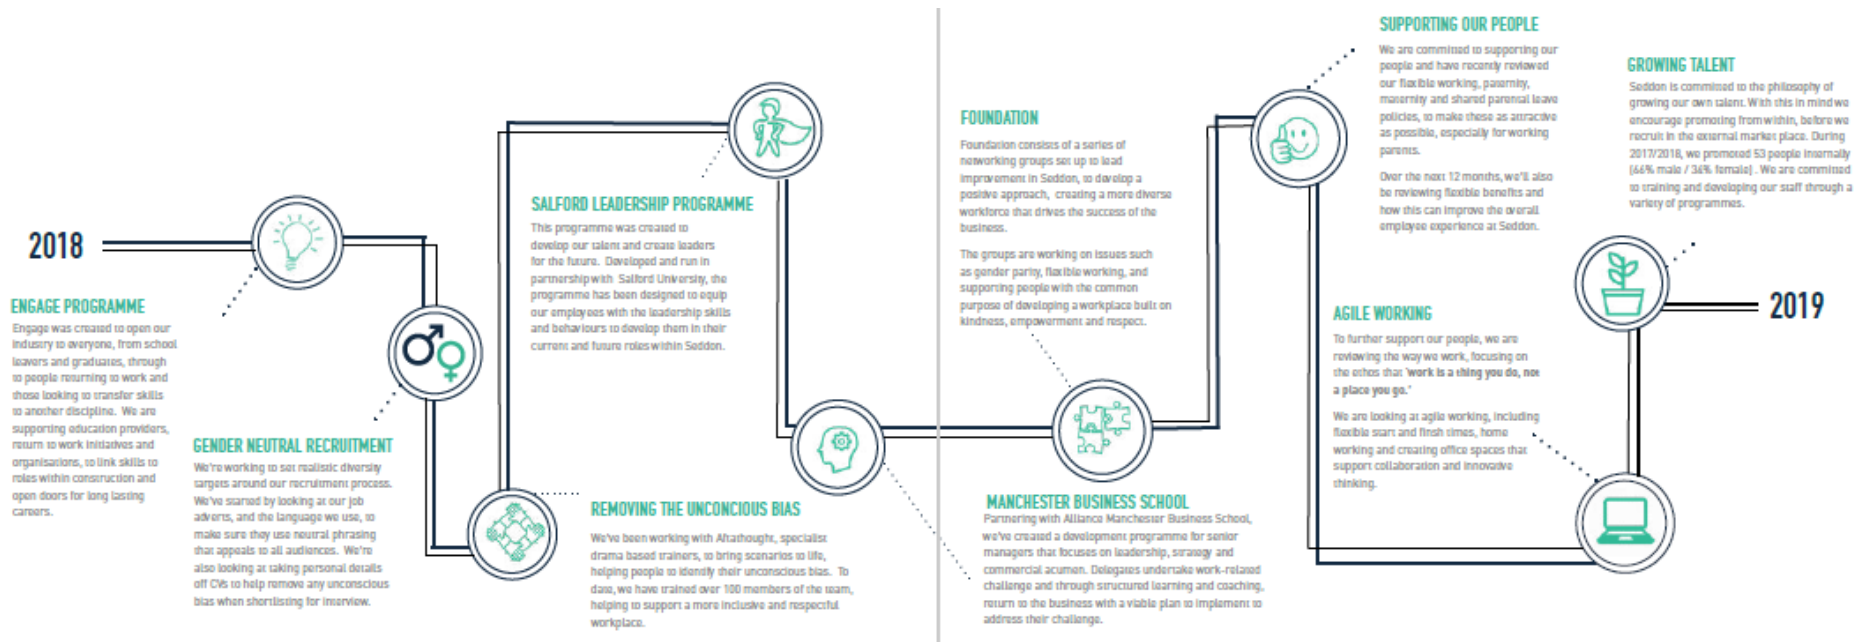 2018
ENGAGE PROGRAMME
Engage was created to open our
industry to everyone, from school
leavers and graduates, through
to people returning to work and
those looking to transfer skills
to another discipline. We are
supporting education providers,
return to work initiatives and
organisations, to link skills to
roles within construction and
open doors for long lasting
careers.
GENDER NEUTRAL RECRUITMENT
We're working to set realistic diversity
targets around our recruitment process.
We've started by looking at our job
adverts, and the language we use, to
make sure they use neutral phrasing
that appeals to all audiences. We're
also looking at taking personal details
off CVs to help remove any unconscious
bias when shortlisting for interview.
SALFORD LEADERSHIP PROGRAMME
This programme was created to
develop our talent and create leaders
for the future. Developed and run in
partnership with Salford University, the
programme has been designed to equip
our employees with the leadership skills
and behaviours to develop them in their
current and future roles within Seddon.
REMOVING THE UNCONCIOUS BIAS
We've been working with Aftathought, specialist
drama based trainers, to bring scenarios to life,
helping people to identify their unconscious bias. To
date, we have trained over 100 members of the team,
helping to support a more inclusive and respectful
workplace.
FOUNDATION
Foundation consists of a series of
networking groups set up to lead
improvement in Seddon, to develop a
positive approach, creating a more diverse
workforce that drives the success of the
business.
The groups are working on issues such
as gender parity, flexible working, and
supporting people with the common
purpose of developing a workplace built on
kindness, empowerment and respect.
MANCHESTER BUSINESS SCHOOL
Partnering with Alliance Manchester Business School,
we've created a development programme for senior
managers that focuses on leadership, strategy and
commercial acumen. Delegates undertake work-related
challenge and through structured learning and coaching,
return to the business with a viable plan to implement to
address their challenge.
SUPPORTING OUR PEOPLE
We are committed to supporting our
people and have recently reviewed
our flexible working, paternity,
maternity and shared parental leave
policies, to make these as attractive
as possible, especially for working
parents.
Over the next 12 months, we'll also
be reviewing flexible benefits and
how this can improve the overall
employee experience at Seddon.
AGILE WORKING
To further support our people, we are
reviewing the way we work, focusing on
the ethos that 'work is a thing you do, not
a place you go.'
We are looking at agile working, including
flexible start and finsh times, home
working and creating office spaces that
support collaboration and innovative
thinking.
GROWING TALENT
Seddon is committed to the philosophy of
growing our own talent. With this in mind we
encourage promoting from within, before we
recruit in the external market place. During
2017/2018, we promoted 53 people internally
(66% male / 34% female). We are committed
to training and developing our staff through a
variety of programmes.
2019